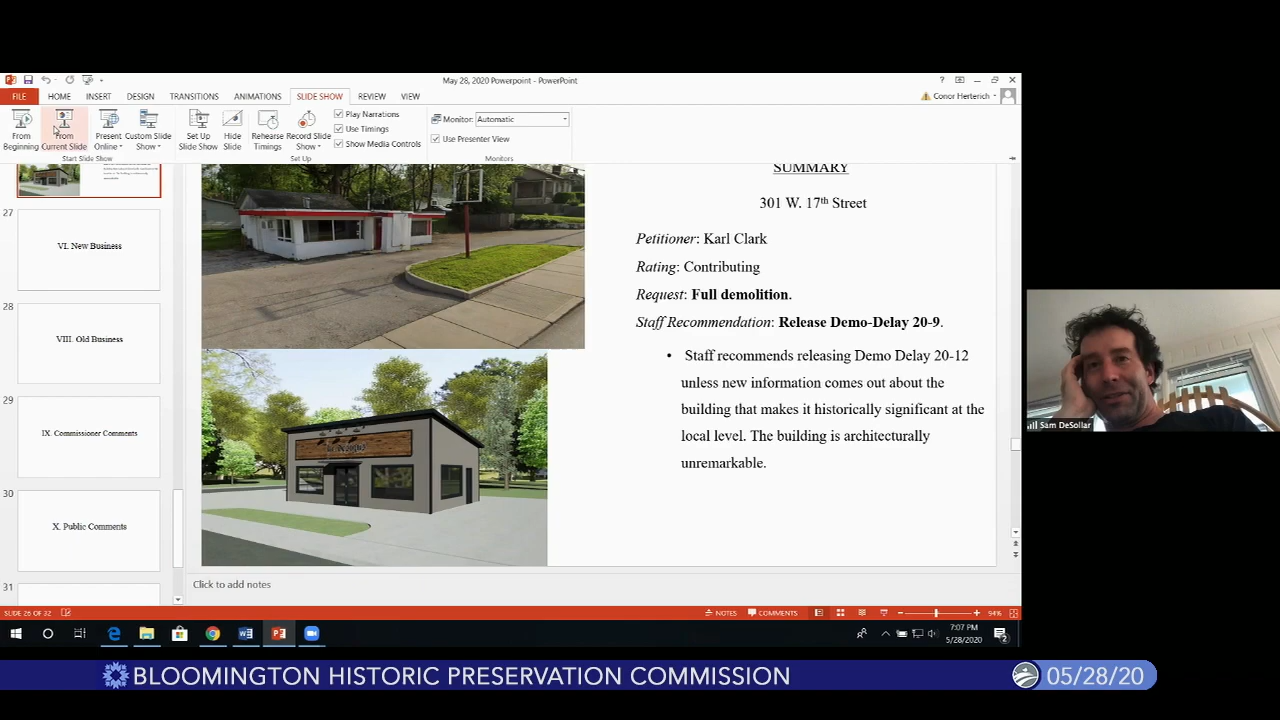 May 28, 2020 Powerpoint - PowerPoint
?
FILE
HOME
INSERT
DESIGN
TRANSITIONS
ANIMATIONS
SLIDE SHOW
REVIEW
VIEW
Conor Herterich
From Beginning
From Current Slide
Present Online
Custom Slide Show
Set Up Slide Show
Hide Slide
Rehearse Timings
Record Slide Show
Play Narrations
Use Timings
Show Media Controls
Monitor: Automatic
Use Presenter View
Start Slide Show
Set Up
Monitors
27
VI. New Business
28
VIII. Old Business
29
IX. Commissioner Comments
30
X. Public Comments
31
SUMMARY
301 W. 17th Street
Petitioner: Karl Clark
Rating: Contributing
Request: Full demolition.
Staff Recommendation: Release Demo-Delay 20-9.
• Staff recommends releasing Demo Delay 20-12
unless new information comes out about the
building that makes it historically significant at the
local level. The building is architecturally
unremarkable.
Sam DeSollar
Click to add notes
SLIDE 26 OF 32
NOTES
COMMENTS
94%
7:07 PM
5/28/2020
2
BLOOMINGTON HISTORIC PRESERVATION COMMISSION
05/28/20